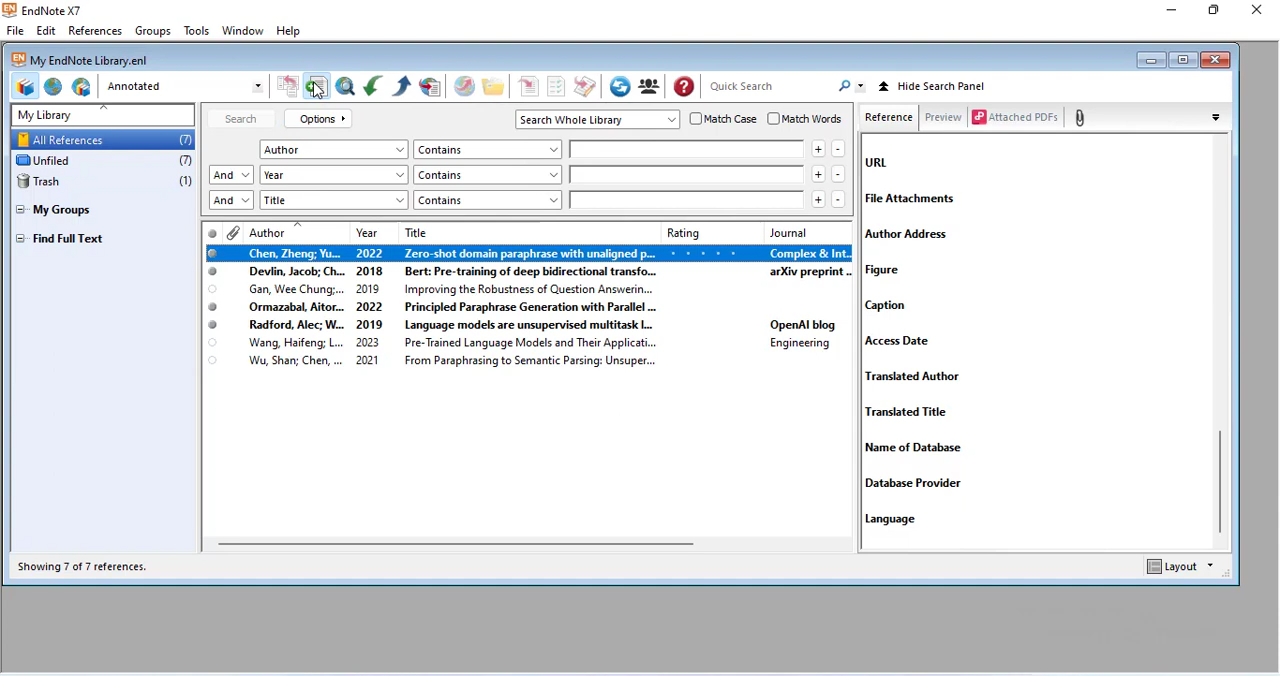 EndNote X7
File Edit References Groups Tools Window Help
My EndNote Library.enl
Annotated Quick Search Hide Search Panel
My Library
All References (7)
Unfiled (7)
Trash (1)
My Groups
Find Full Text
Search Options Search Whole Library Match Case Match Words
Author Contains + -
And Year Contains + -
And Title Contains + -
Author Year Title Rating Journal
Chen, Zheng; Yu... 2022 Zero-shot domain paraphrase with unaligned p... Complex & Int...
Devlin, Jacob; Ch... 2018 Bert: Pre-training of deep bidirectional transfo... arXiv preprint ..
Gan, Wee Chung;... 2019 Improving the Robustness of Question Answerin...
Ormazabal, Aitor... 2022 Principled Paraphrase Generation with Parallel ...
Radford, Alec; W... 2019 Language models are unsupervised multitask l... OpenAI blog
Wang, Haifeng; L... 2023 Pre-Trained Language Models and Their Applicati... Engineering
Wu, Shan; Chen, ... 2021 From Paraphrasing to Semantic Parsing: Unsuper...
Reference Preview Attached PDFs
URL
File Attachments
Author Address
Figure
Caption
Access Date
Translated Author
Translated Title
Name of Database
Database Provider
Language
Showing 7 of 7 references.
Layout